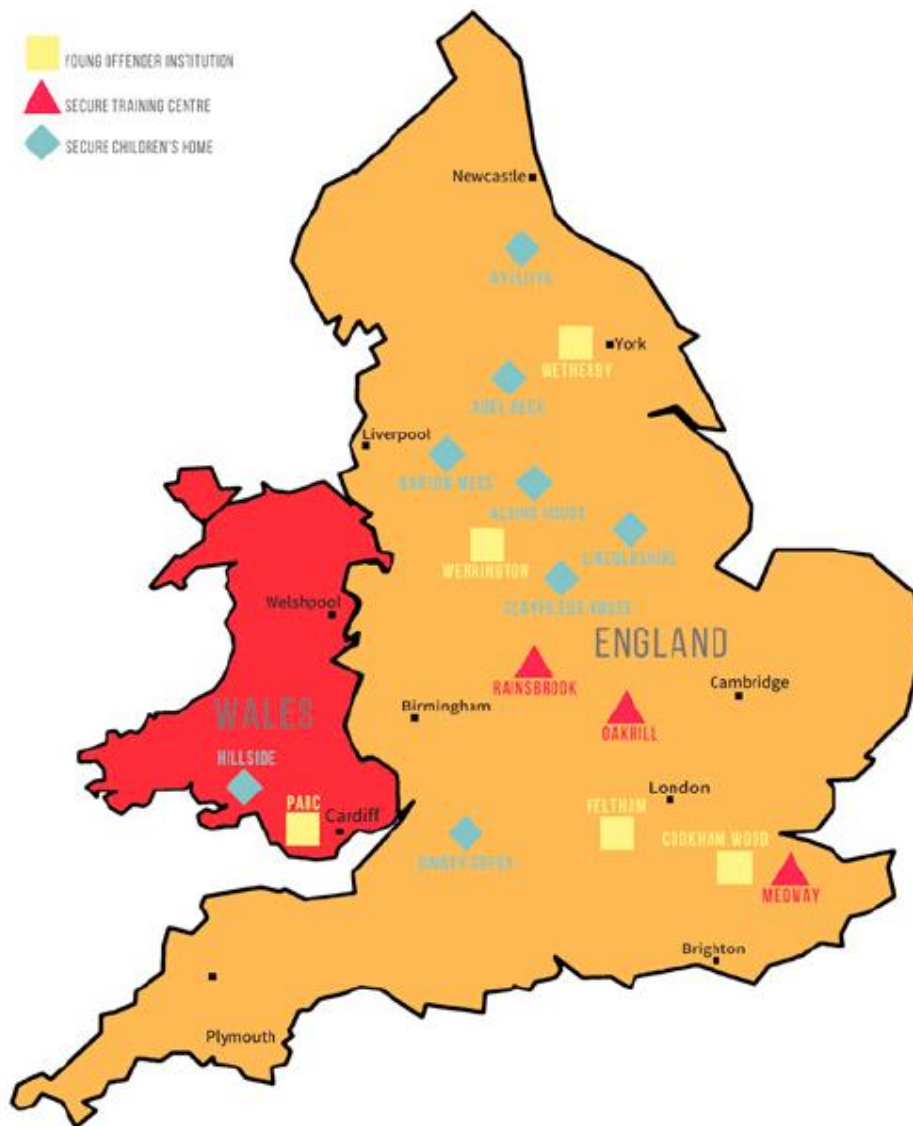 YOUNG OFFENDER INSTITUTION
SECURE TRAINING CENTRE
SECURE CHILDREN'S HOME
Newcastle
AYCLIFFE
York
WETHERBY
ADEL BECK
Liverpool
BARTON MOSS
ALDINE HOUSE
LINCOLNSHIRE
WERRINGTON
CLAYFIELDS HOUSE
Welshpool
ENGLAND
RAINSBROOK
Cambridge
WALES
Birmingham
OAKHILL
HILLSIDE
London
PARC
Cardiff
FELTHAM
COOKHAM WOOD
MEDWAY
Brighton
Plymouth